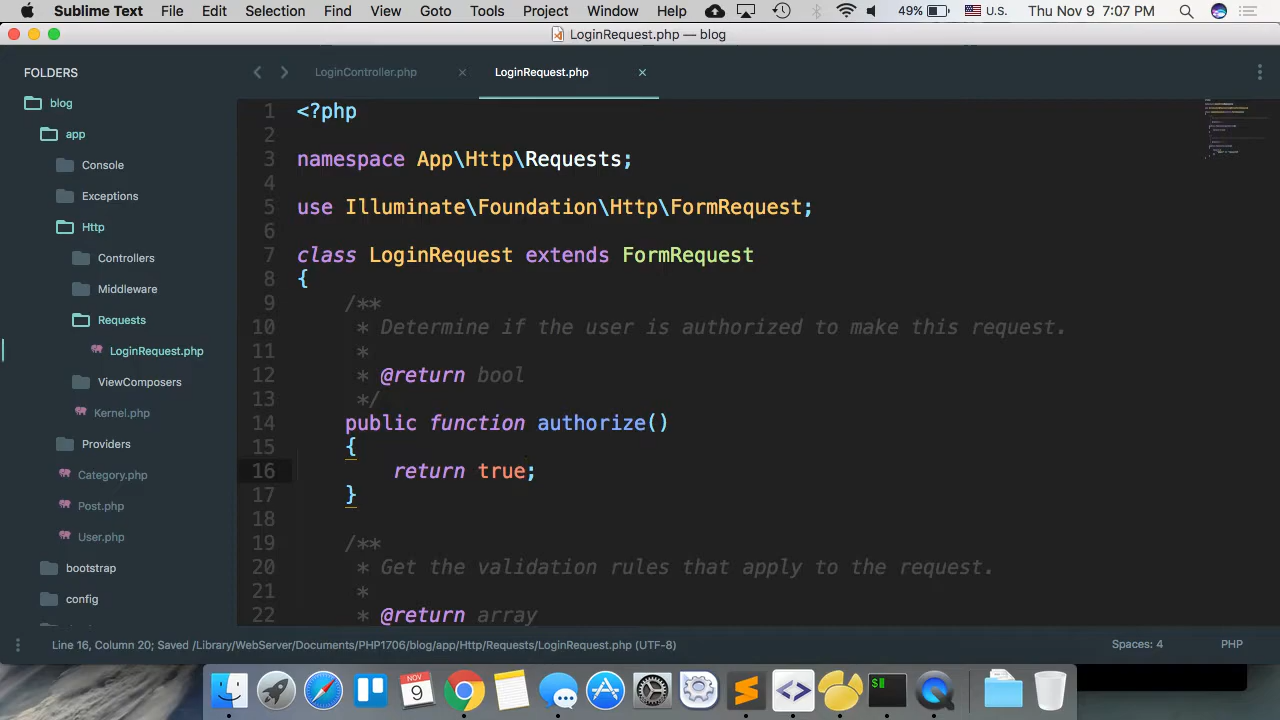 Sublime Text File Edit Selection Find View Goto Tools Project Window Help 49% U.S. Thu Nov 9 7:07 PM
LoginRequest.php — blog
FOLDERS
blog
app
Console
Exceptions
Http
Controllers
Middleware
Requests
LoginRequest.php
ViewComposers
Kernel.php
Providers
Category.php
Post.php
User.php
bootstrap
config
LoginController.php × LoginRequest.php ×
1 <?php
2
3 namespace App\Http\Requests;
4
5 use Illuminate\Foundation\Http\FormRequest;
6
7 class LoginRequest extends FormRequest
8 {
9 /**
10 * Determine if the user is authorized to make this request.
11 *
12 * @return bool
13 */
14 public function authorize()
15 {
16 return true;
17 }
18
19 /**
20 * Get the validation rules that apply to the request.
21 *
22 * @return array
Line 16, Column 20; Saved /Library/WebServer/Documents/PHP1706/blog/app/Http/Requests/LoginRequest.php (UTF-8) Spaces: 4 PHP
NOV
9
$